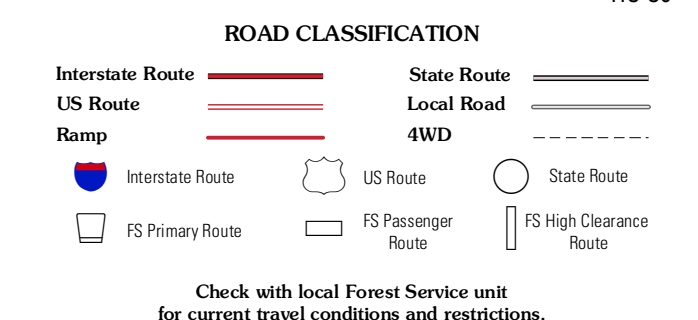 ROAD CLASSIFICATION
Interstate Route
State Route
US Route
Local Road
Ramp
4WD
Interstate Route
US Route
State Route
FS Primary Route
FS Passenger
Route
FS High Clearance
Route
Check with local Forest Service unit
for current travel conditions and restrictions.